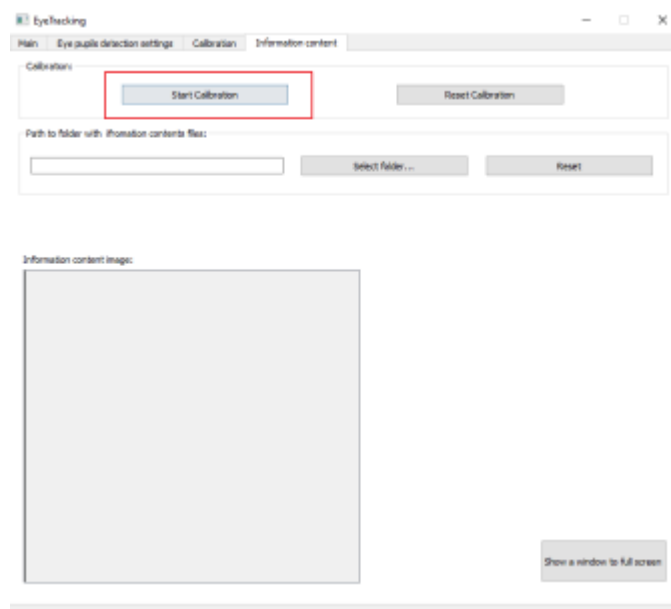 EyeTracking
Main Eye pupils detection settings Calibration Information content
Calibration:
Start Calibration Reset Calibration
Path to folder with ifromation contents files:
Select folder... Reset
Information content image:
Show a window to full screen